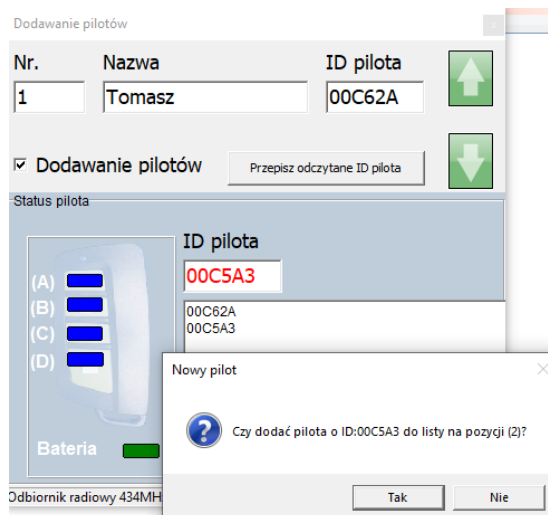 Dodawanie pilotów
x
Nr. Nazwa ID pilota
1 Tomasz 00C62A
Dodawanie pilotów Przepisz odczytane ID pilota
Status pilota
ID pilota
00C5A3
(A)
(B)
(C)
(D)
00C62A
00C5A3
Nowy pilot
Czy dodać pilota o ID:00C5A3 do listy na pozycji (2)?
Bateria
Odbiornik radiowy 434MH
Tak Nie